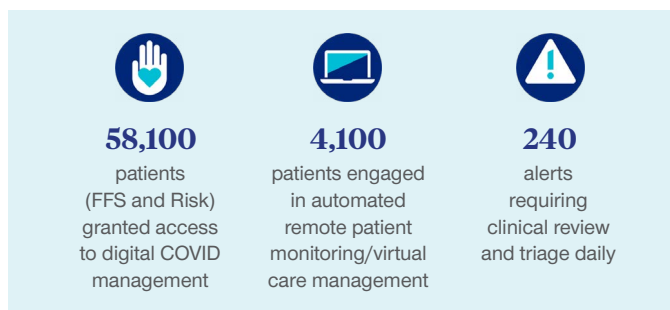 58,100
patients
(FFS and Risk)
granted access
to digital COVID
management
4,100
patients engaged
in automated
remote patient
monitoring/virtual
care management
240
alerts
requiring
clinical review
and triage daily